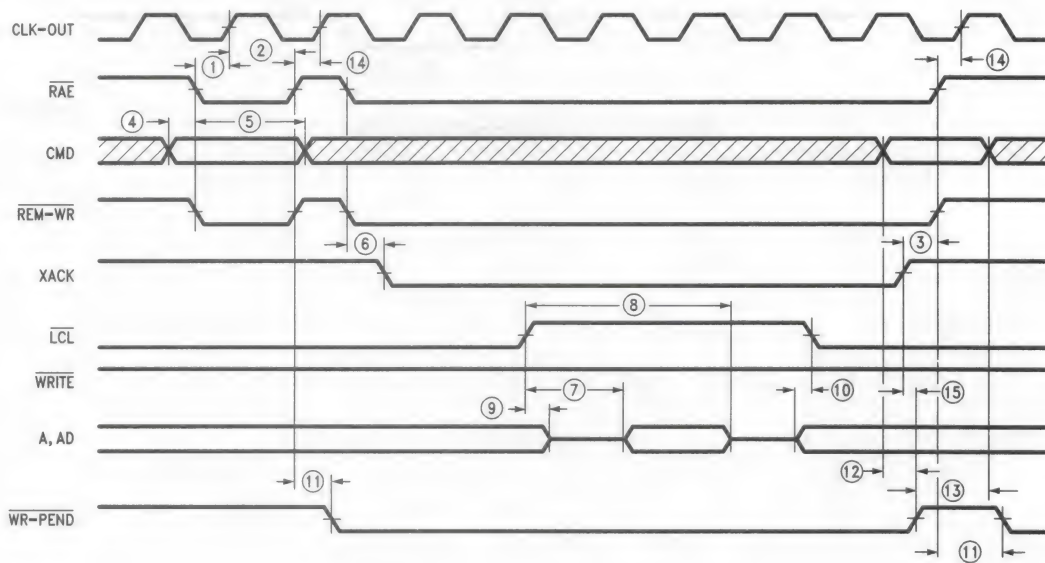 CLK-OUT
① ② ⑭ ⑭
RAE
④ ⑤
CMD
REM-WR
⑥ ③
XACK
⑧
LCL
WRITE
⑦ ⑩ ⑮
⑨
A, AD
⑪ ⑫ ⑬
WR-PEND
⑪